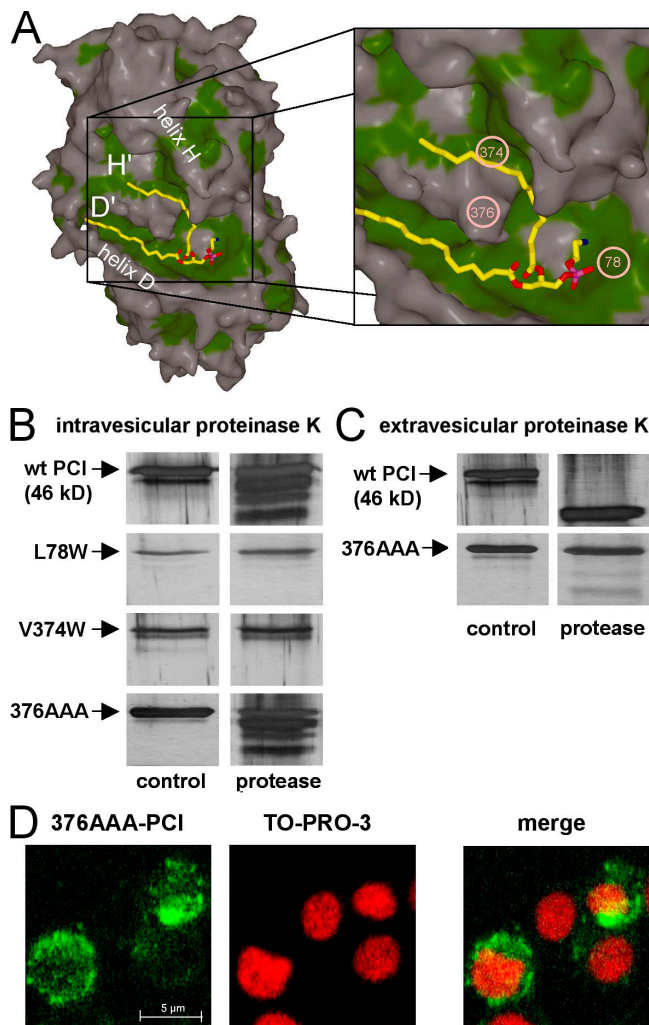 A
helix H
H'
D'
helix D
374
376
78
B intravesicular proteinase K
wt PCI
(46 kD)
L78W
V374W
376AAA
control protease
C extravesicular proteinase K
wt PCI
(46 kD)
376AAA
control protease
D
376AAA-PCI TO-PRO-3 merge
5 µm